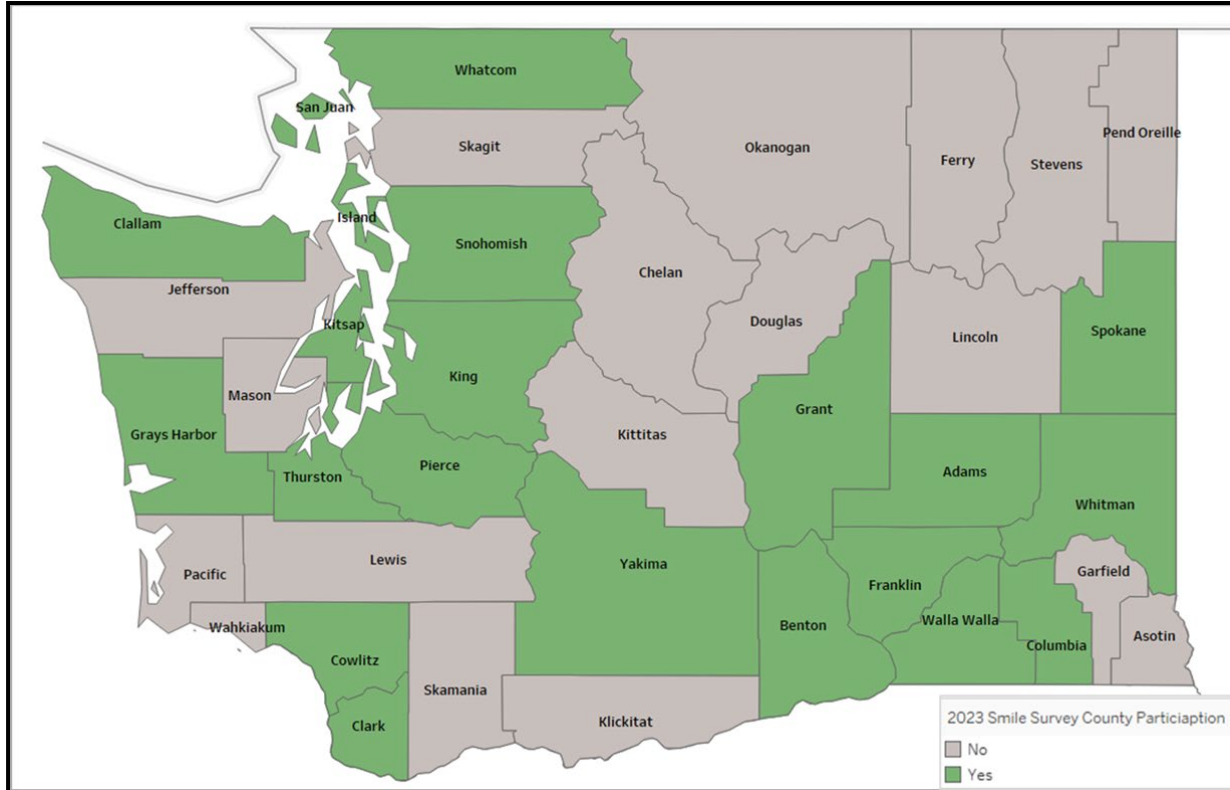 Whatcom
San Juan
Skagit
Okanogan
Pend Oreille
Ferry
Stevens
Island
Clallam
Snohomish
Chelan
Jefferson
Kitsap
Douglas
Spokane
Lincoln
King
Mason
Grant
Grays Harbor
Kittitas
Pierce
Adams
Thurston
Whitman
Lewis
Yakima
Garfield
Pacific
Franklin
Walla Walla
Wahkiakum
Benton
Asotin
Columbia
Cowlitz
Skamania
Klickitat
Clark
2023 Smile Survey County Particiaption
No
Yes